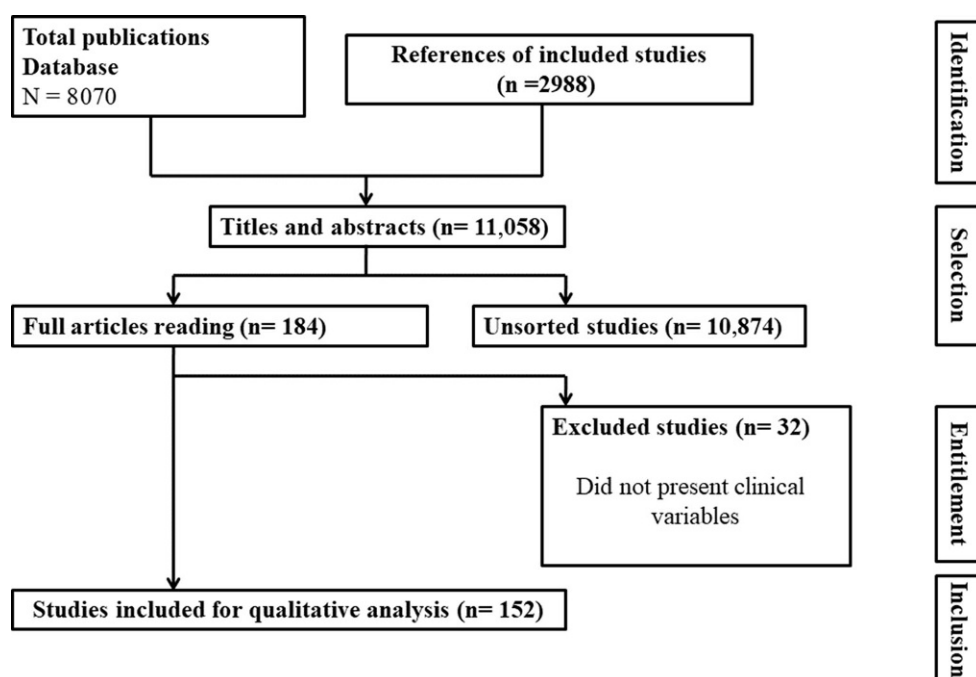 Total publications
Database
N = 8070
References of included studies
(n =2988)
Identification
Titles and abstracts (n= 11,058)
Selection
Full articles reading (n= 184)
Unsorted studies (n= 10,874)
Excluded studies (n= 32)
Did not present clinical
variables
Entitlement
Studies included for qualitative analysis (n= 152)
Inclusion